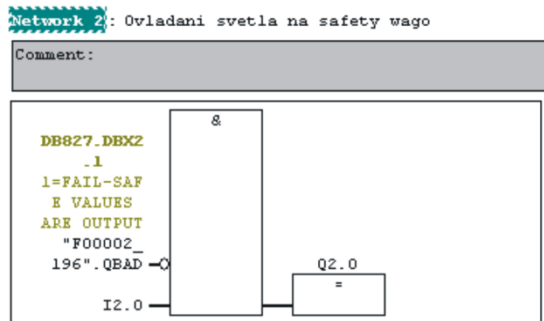 Network 2: Ovladani svetla na safety wago
Comment:
&
DB827.DBX2
.1
1=FAIL-SAF
E VALUES
ARE OUTPUT
"F00002_
196".QBAD
Q2.0
=
I2.0